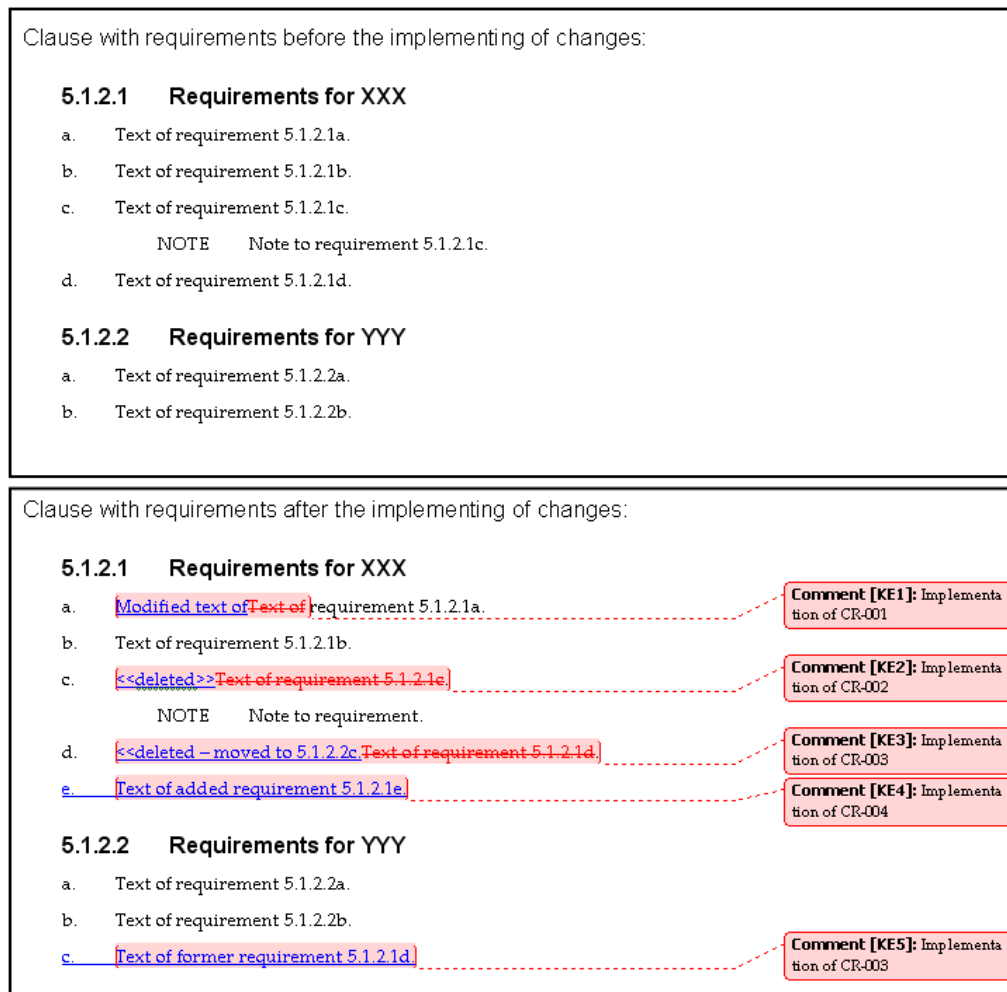 Clause with requirements before the implementing of changes:
5.1.2.1 Requirements for XXX
a. Text of requirement 5.1.2.1a.
b. Text of requirement 5.1.2.1b.
c. Text of requirement 5.1.2.1c.
NOTE Note to requirement 5.1.2.1c.
d. Text of requirement 5.1.2.1d.
5.1.2.2 Requirements for YYY
a. Text of requirement 5.1.2.2a.
b. Text of requirement 5.1.2.2b.
Clause with requirements after the implementing of changes:
5.1.2.1 Requirements for XXX
a. Modified text ofText of requirement 5.1.2.1a.
Comment [KE1]: Implementa
tion of CR-001
b. Text of requirement 5.1.2.1b.
c. <<deleted>>Text of requirement 5.1.2.1c.
Comment [KE2]: Implementa
tion of CR-002
NOTE Note to requirement.
d. <<deleted – moved to 5.1.2.2c.Text of requirement 5.1.2.1d.
Comment [KE3]: Implementa
tion of CR-003
e. Text of added requirement 5.1.2.1e.
Comment [KE4]: Implementa
tion of CR-004
5.1.2.2 Requirements for YYY
a. Text of requirement 5.1.2.2a.
b. Text of requirement 5.1.2.2b.
c. Text of former requirement 5.1.2.1d.
Comment [KE5]: Implementa
tion of CR-003